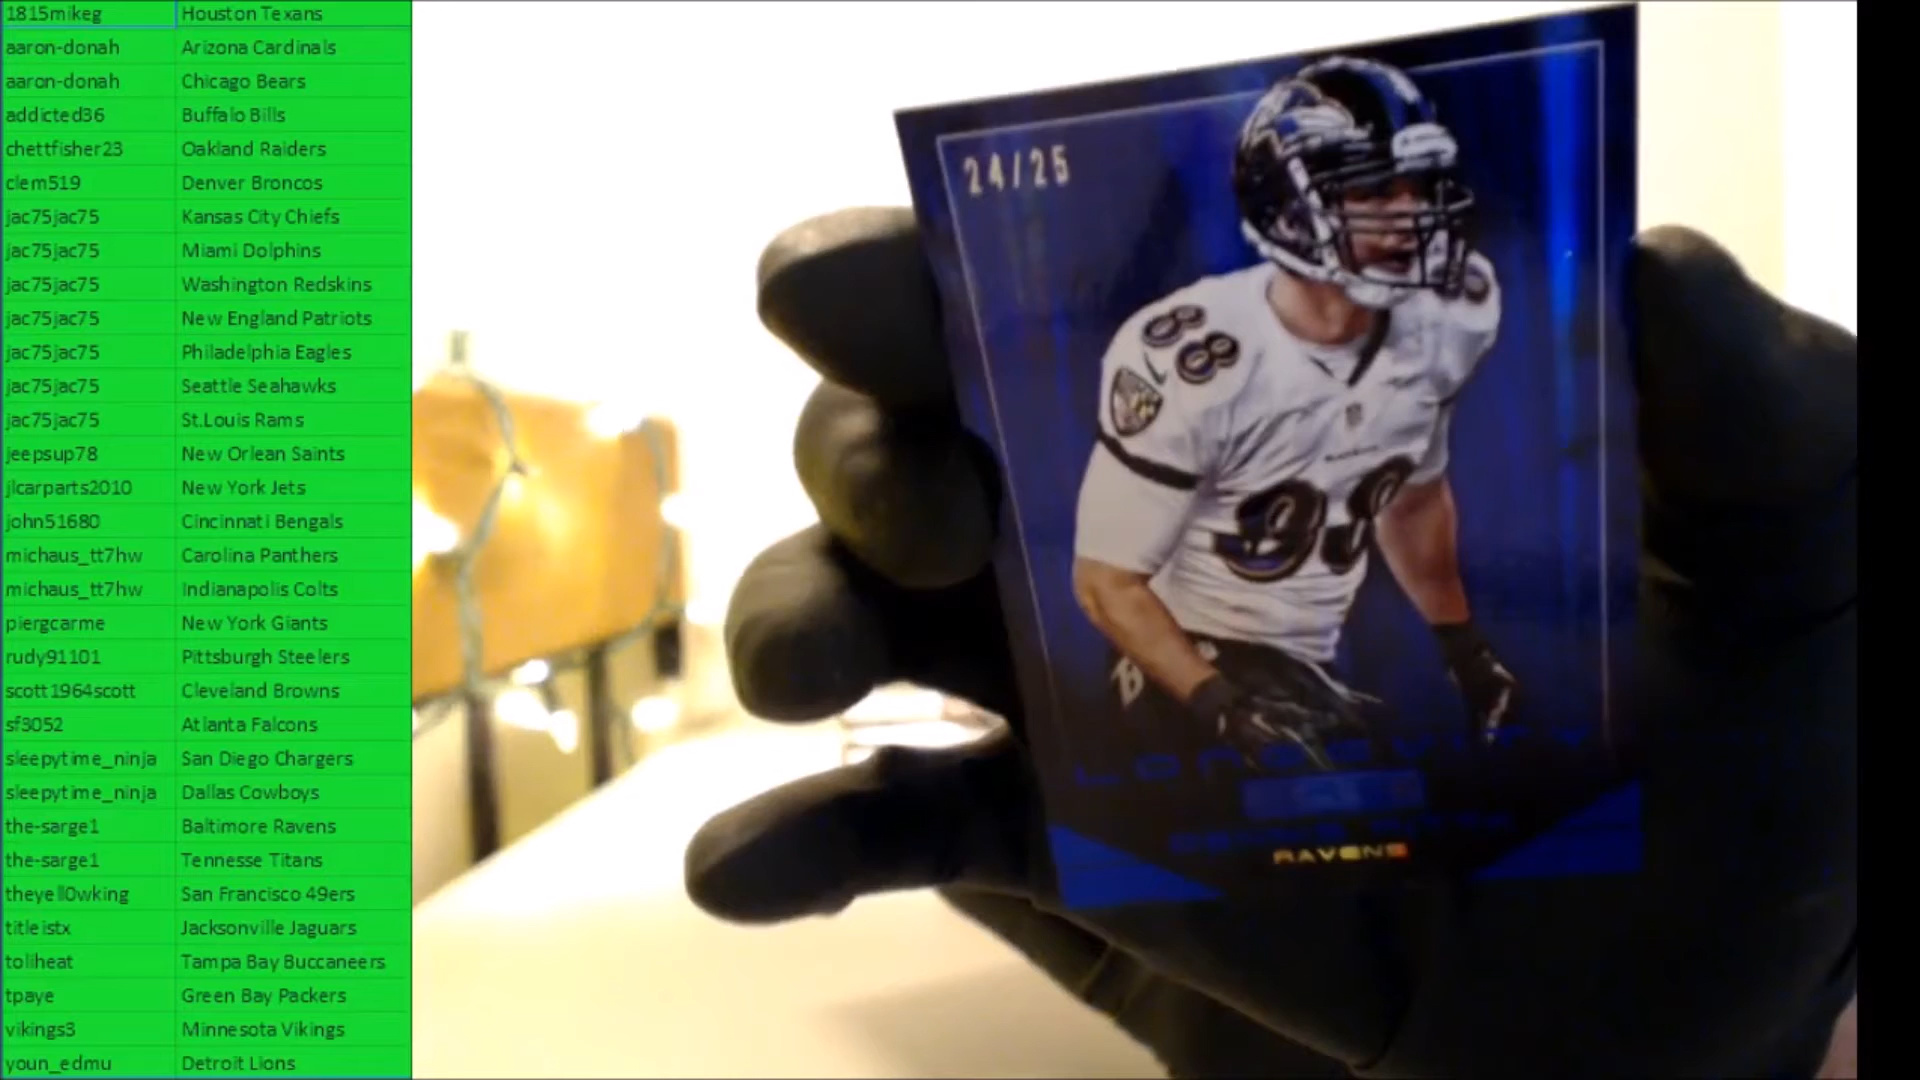 1815mikeg Houston Texans
aaron-donah Arizona Cardinals
aaron-donah Chicago Bears
addicted36 Buffalo Bills
chettfisher23 Oakland Raiders
clem519 Denver Broncos
jac75jac75 Kansas City Chiefs
jac75jac75 Miami Dolphins
jac75jac75 Washington Redskins
jac75jac75 New England Patriots
jac75jac75 Philadelphia Eagles
jac75jac75 Seattle Seahawks
jac75jac75 St.Louis Rams
jeepsup78 New Orlean Saints
jlcarparts2010 New York Jets
john51680 Cincinnati Bengals
michaus_tt7hw Carolina Panthers
michaus_tt7hw Indianapolis Colts
piergcarme New York Giants
rudy91101 Pittsburgh Steelers
scott1964scott Cleveland Browns
sf3052 Atlanta Falcons
sleepytime_ninja San Diego Chargers
sleepytime_ninja Dallas Cowboys
the-sarge1 Baltimore Ravens
the-sarge1 Tennesse Titans
theyell0wking San Francisco 49ers
titleistx Jacksonville Jaguars
toliheat Tampa Bay Buccaneers
tpaye Green Bay Packers
vikings3 Minnesota Vikings
youn_edmu Detroit Lions
24/25
88
88
LONGEVITY
RAVENS